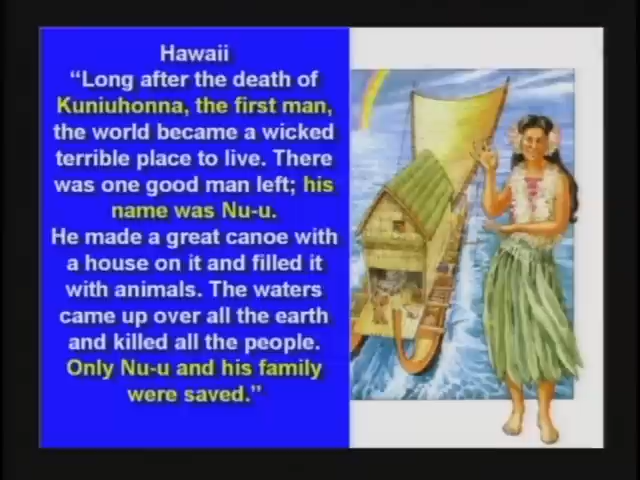 Hawaii
“Long after the death of
Kuniuhonna, the first man,
the world became a wicked
terrible place to live. There
was one good man left; his
name was Nu-u.
He made a great canoe with
a house on it and filled it
with animals. The waters
came up over all the earth
and killed all the people.
Only Nu-u and his family
were saved.”